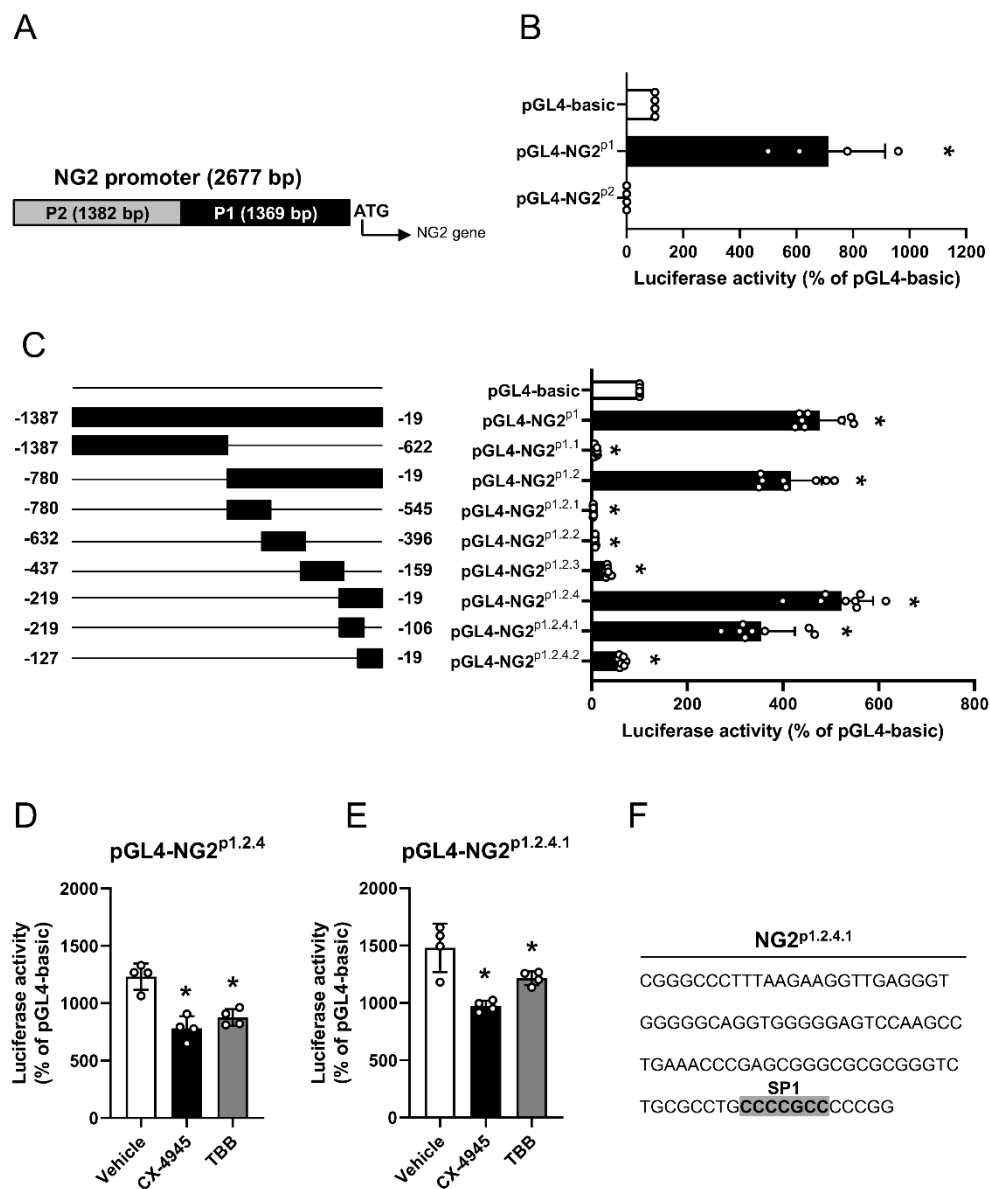 A
NG2 promoter (2677 bp)
P2 (1382 bp) P1 (1369 bp) ATG
NG2 gene
B
pGL4-basic
pGL4-NG2p1
*
pGL4-NG2p2
0 200 400 600 800 1000 1200
Luciferase activity (% of pGL4-basic)
C
-1387 -19
-1387 -622
-780 -19
-780 -545
-632 -396
-437 -159
-219 -19
-219 -106
-127 -19
pGL4-basic
pGL4-NG2p1 *
pGL4-NG2p1.1 *
pGL4-NG2p1.2 *
pGL4-NG2p1.2.1 *
pGL4-NG2p1.2.2 *
pGL4-NG2p1.2.3 *
pGL4-NG2p1.2.4 *
pGL4-NG2p1.2.4.1 *
pGL4-NG2p1.2.4.2 *
0 200 400 600 800
Luciferase activity (% of pGL4-basic)
D
pGL4-NG2p1.2.4
Luciferase activity
(% of pGL4-basic)
2000
1500
1000
500
0
* *
Vehicle
CX-4945
TBB
E
pGL4-NG2p1.2.4.1
Luciferase activity
(% of pGL4-basic)
2000
1500
1000
500
0
* *
Vehicle
CX-4945
TBB
F
NG2p1.2.4.1
CGGGCCCTTTAAGAAGGTTGAGGGT
GGGGGCAGGTGGGGGAGTCCAAGCC
TGAAACCCGAGCGGGCGCGCGGGTC
SP1
TGCGCCTGCCCCGCCCCCGG